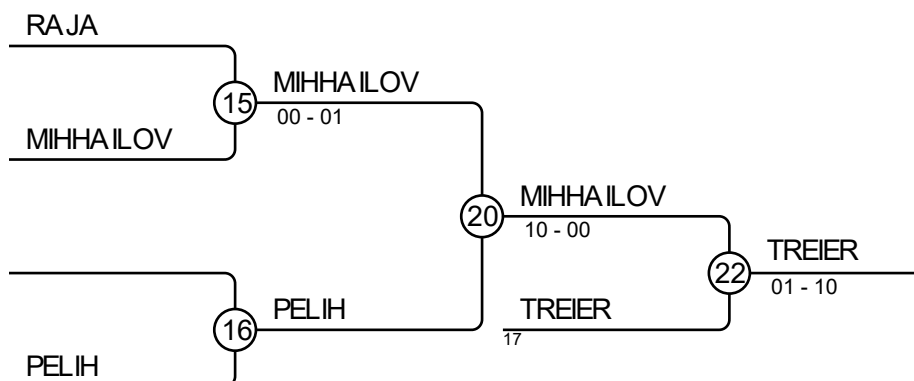 RAJA
15
MIHHAILOV
00 - 01
MIHHAILOV
20
MIHHAILOV
10 - 00
22
TREIER
01 - 10
16
PELIH
TREIER
17
PELIH